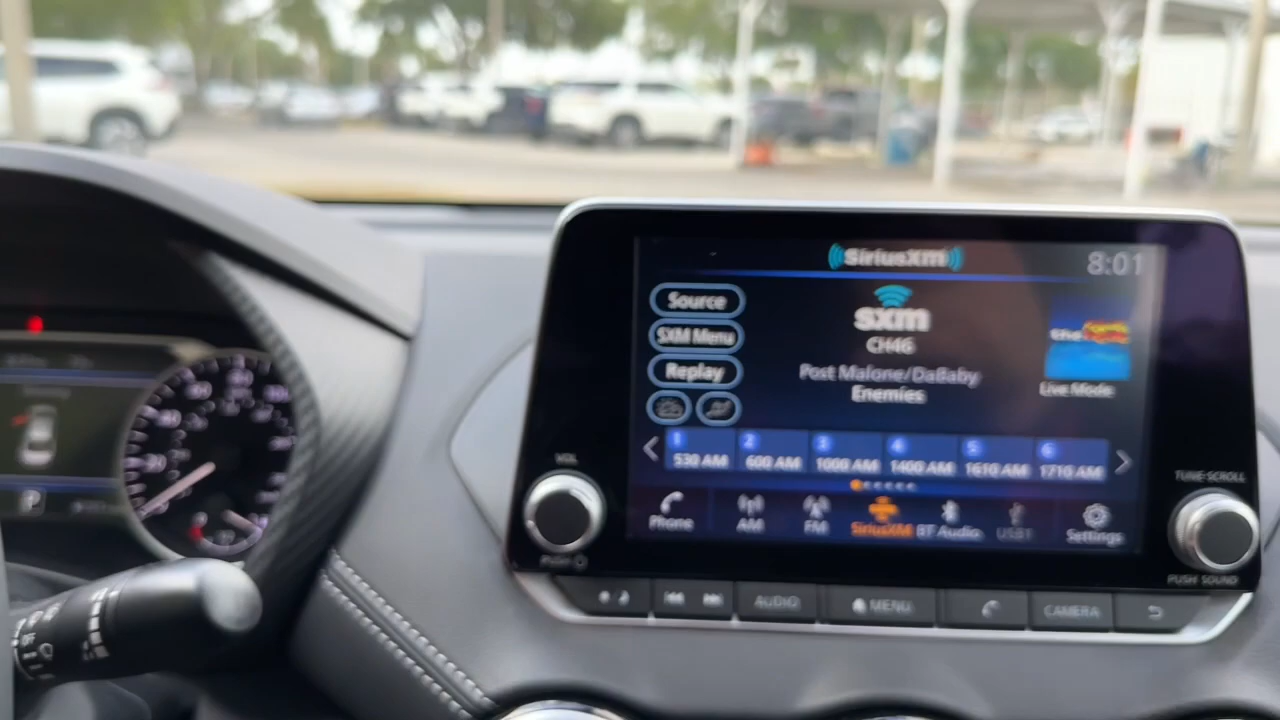 SiriusXM
8:01
Source
SXM Menu
Replay
sxm
CH46
Post Malone/DaBaby
Enemies
the
Live Mode
1 2 3 4 5 6
530 AM 600 AM 1000 AM 1400 AM 1610 AM 1710 AM
Phone AM FM SiriusXM BT Audio USB1 Settings
VOL
TUNE·SCROLL
PUSH
PUSH SOUND
AUDIO MENU CAMERA
P